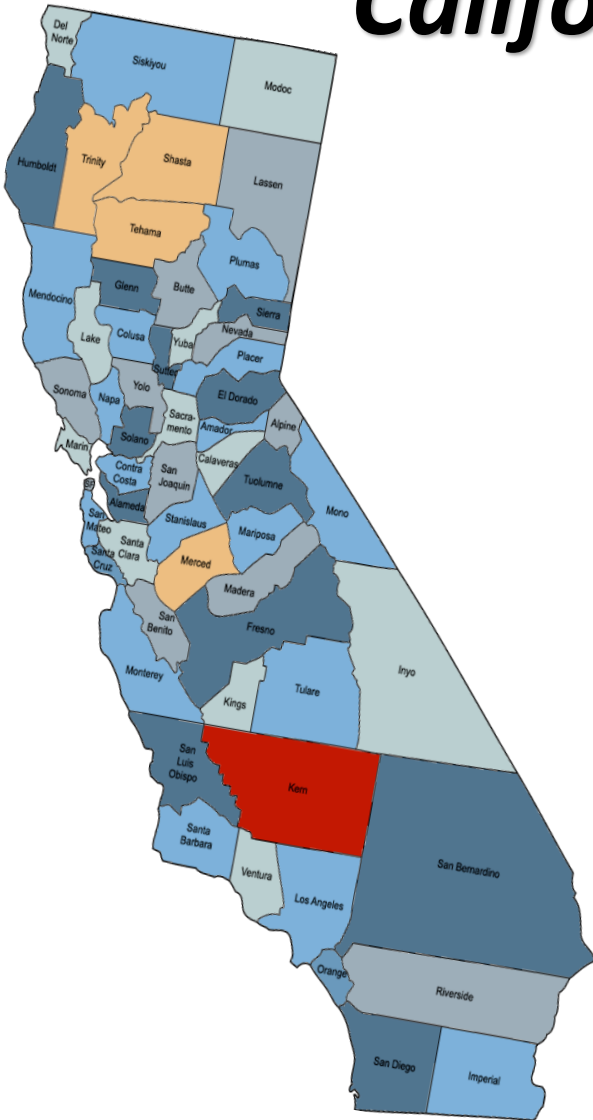 Califo
Del
Norte
Siskiyou
Modoc
Humboldt
Trinity
Shasta
Lassen
Tehama
Plumas
Mendocino
Glenn
Butte
Sierra
Lake
Colusa
Yuba
Nevada
Sutter
Placer
Sonoma
Napa
Yolo
El Dorado
Sacra-
mento
Amador
Alpine
Marin
Solano
Calaveras
Contra
Costa
San
Joaquin
Tuolumne
SF
Alameda
Mono
San
Mateo
Stanislaus
Mariposa
Santa
Clara
Santa
Cruz
Merced
Madera
San
Benito
Fresno
Monterey
Inyo
Kings
Tulare
San
Luis
Obispo
Kern
Santa
Barbara
Ventura
San Bernardino
Los Angeles
Orange
Riverside
San Diego
Imperial